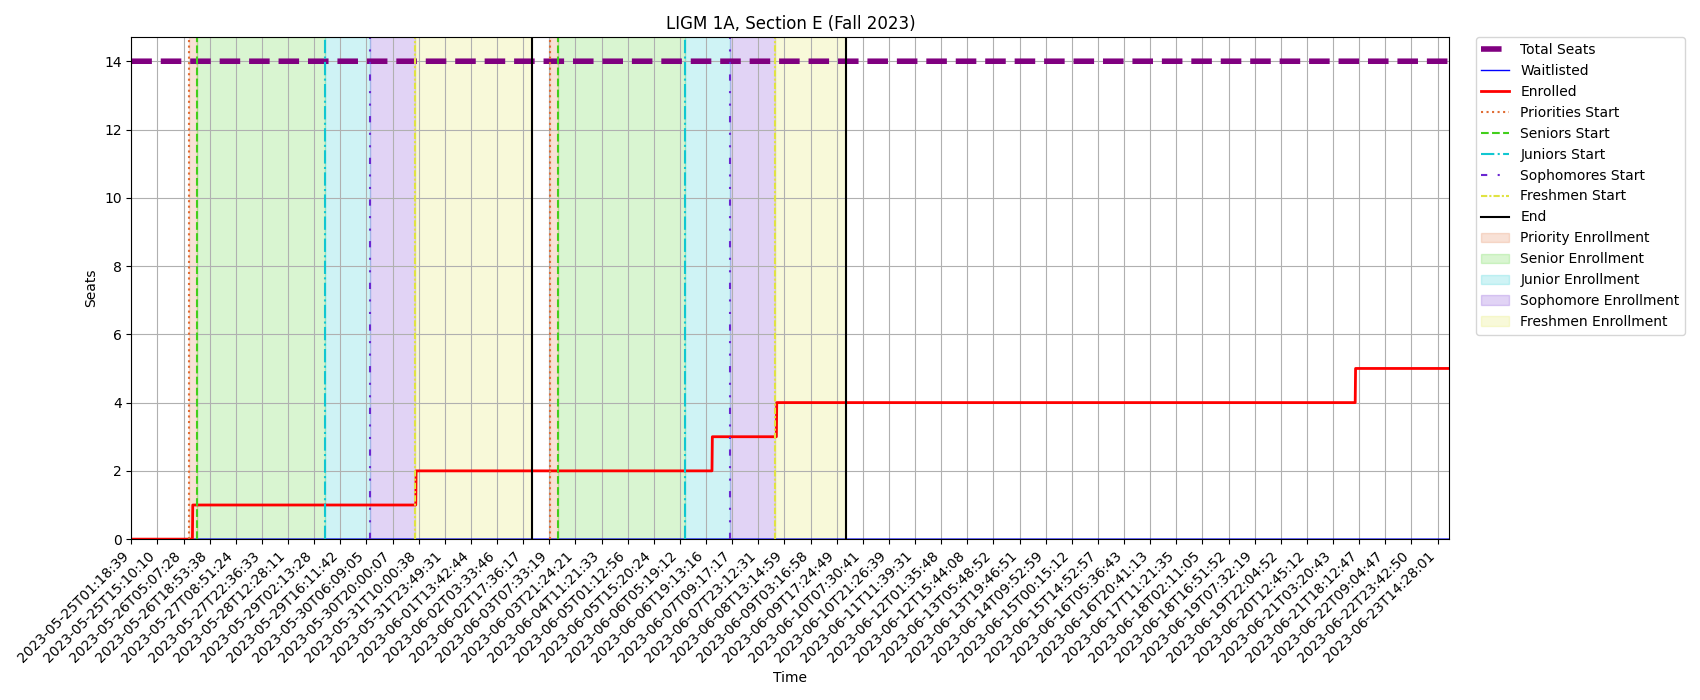 LIGM 1A, Section E (Fall 2023)
Seats
14
12
10
8
6
4
2
0
2023-05-25T01:18:39
2023-05-25T15:10:10
2023-05-26T05:07:28
2023-05-26T18:53:38
2023-05-27T08:51:24
2023-05-27T22:36:33
2023-05-28T12:28:11
2023-05-29T02:13:28
2023-05-29T16:11:42
2023-05-30T06:09:05
2023-05-30T20:00:07
2023-05-31T10:00:38
2023-05-31T23:49:31
2023-06-01T13:42:44
2023-06-02T03:33:46
2023-06-02T17:36:17
2023-06-03T07:33:19
2023-06-03T21:24:21
2023-06-04T11:21:33
2023-06-05T01:12:56
2023-06-05T15:20:24
2023-06-06T05:19:12
2023-06-06T19:13:16
2023-06-07T09:17:17
2023-06-07T23:12:31
2023-06-08T13:14:59
2023-06-09T03:16:58
2023-06-09T17:24:49
2023-06-10T07:30:41
2023-06-10T21:26:39
2023-06-11T11:39:31
2023-06-12T01:35:48
2023-06-12T15:44:08
2023-06-13T05:48:52
2023-06-13T19:46:51
2023-06-14T09:52:59
2023-06-15T00:15:12
2023-06-15T14:52:57
2023-06-16T05:36:43
2023-06-16T20:41:13
2023-06-17T11:21:35
2023-06-18T02:11:05
2023-06-18T16:51:52
2023-06-19T07:32:19
2023-06-19T22:04:52
2023-06-20T12:45:12
2023-06-21T03:20:43
2023-06-21T18:12:47
2023-06-22T09:04:47
2023-06-22T23:42:50
2023-06-23T14:28:01
Time
Total Seats
Waitlisted
Enrolled
Priorities Start
Seniors Start
Juniors Start
Sophomores Start
Freshmen Start
End
Priority Enrollment
Senior Enrollment
Junior Enrollment
Sophomore Enrollment
Freshmen Enrollment